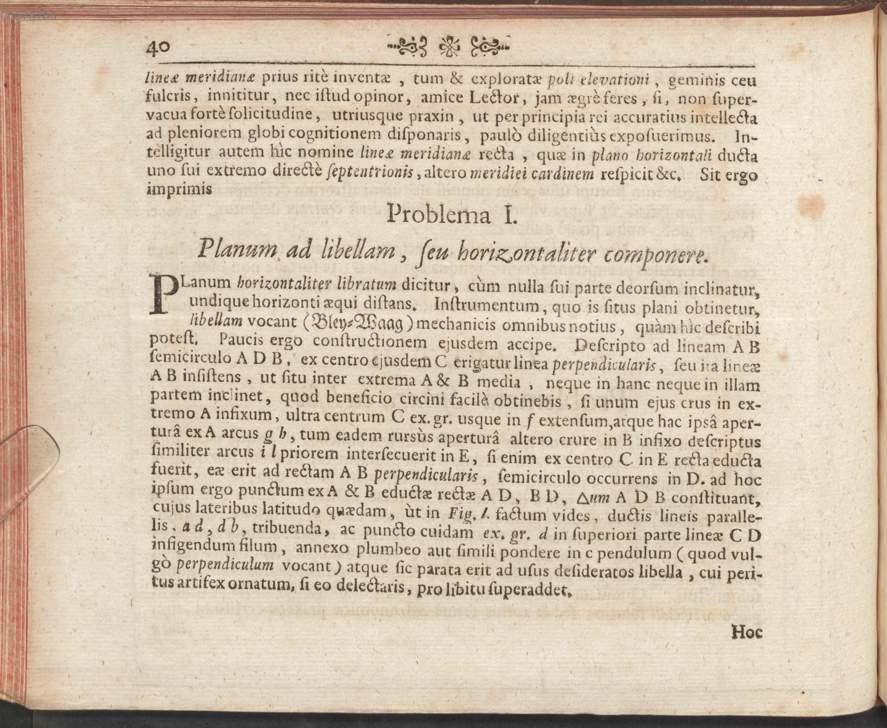 40
lineæ meridianæ prius ritè inventæ , tum & exploratæ poli elevationi , geminis ceu
fulcris, innititur, nec iſtud opinor, amice Lector, jam ægrè feres , ſi, non ſuper-
vacua fortè ſolicitudine, utriusque praxin , ut per principia rei accuratius intellecta
ad pleniorem globi cognitionem diſponaris, paulò diligentiùs expoſuerimus. In-
telligitur autem hìc nomine lineæ meridianæ recta , quæ in plano horizontali ducta
uno ſui extremo directè ſeptentrionis, altero meridiei cardinem reſpicit &c. Sit ergo
imprimis
Problema I.
Planum ad libellam, ſeu horizontaliter componere.
PLanum horizontaliter libratum dicitur, cùm nulla ſui parte deorſum inclinatur,
undique horizonti æqui diſtans. Inſtrumentum, quo is ſitus plani obtinetur,
libellam vocant (Bley-Waag) mechanicis omnibus notius, quàm hìc deſcribi
poteſt. Paucis ergo conſtructionem ejusdem accipe. Deſcripto ad lineam A B
ſemicirculo A D B, ex centro ejusdem C erigatur linea perpendicularis, ſeu ita lineæ
A B inſiſtens , ut ſitu inter extrema A & B media , neque in hanc neque in illam
partem inclinet, quod beneficio circini facilè obtinebis , ſi unum ejus crus in ex-
tremo A infixum, ultra centrum C ex. gr. usque in f extenſum, atque hac ipsâ aper-
turâ ex A arcus g h, tum eadem rursùs aperturâ altero crure in B infixo deſcriptus
ſimiliter arcus i l priorem interſecuerit in E, ſi enim ex centro C in E recta educta
fuerit, eæ erit ad rectam A B perpendicularis, ſemicirculo occurrens in D. ad hoc
ipſum ergo punctum ex A & B eductæ rectæ A D, B D, △um A D B conſtituant,
cujus lateribus latitudo quædam, ùt in Fig. I. factum vides, ductis lineis paralle-
lis, a d, d b, tribuenda, ac puncto cuidam ex. gr. d in ſuperiori parte lineæ C D
inſigendum filum, annexo plumbeo aut ſimili pondere in c pendulum ( quod vul-
gò perpendiculum vocant) atque ſic parata erit ad uſus deſideratos libella , cui peri-
tus artifex ornatum, ſi eo delectaris, pro libitu ſuperaddet,
Hoc